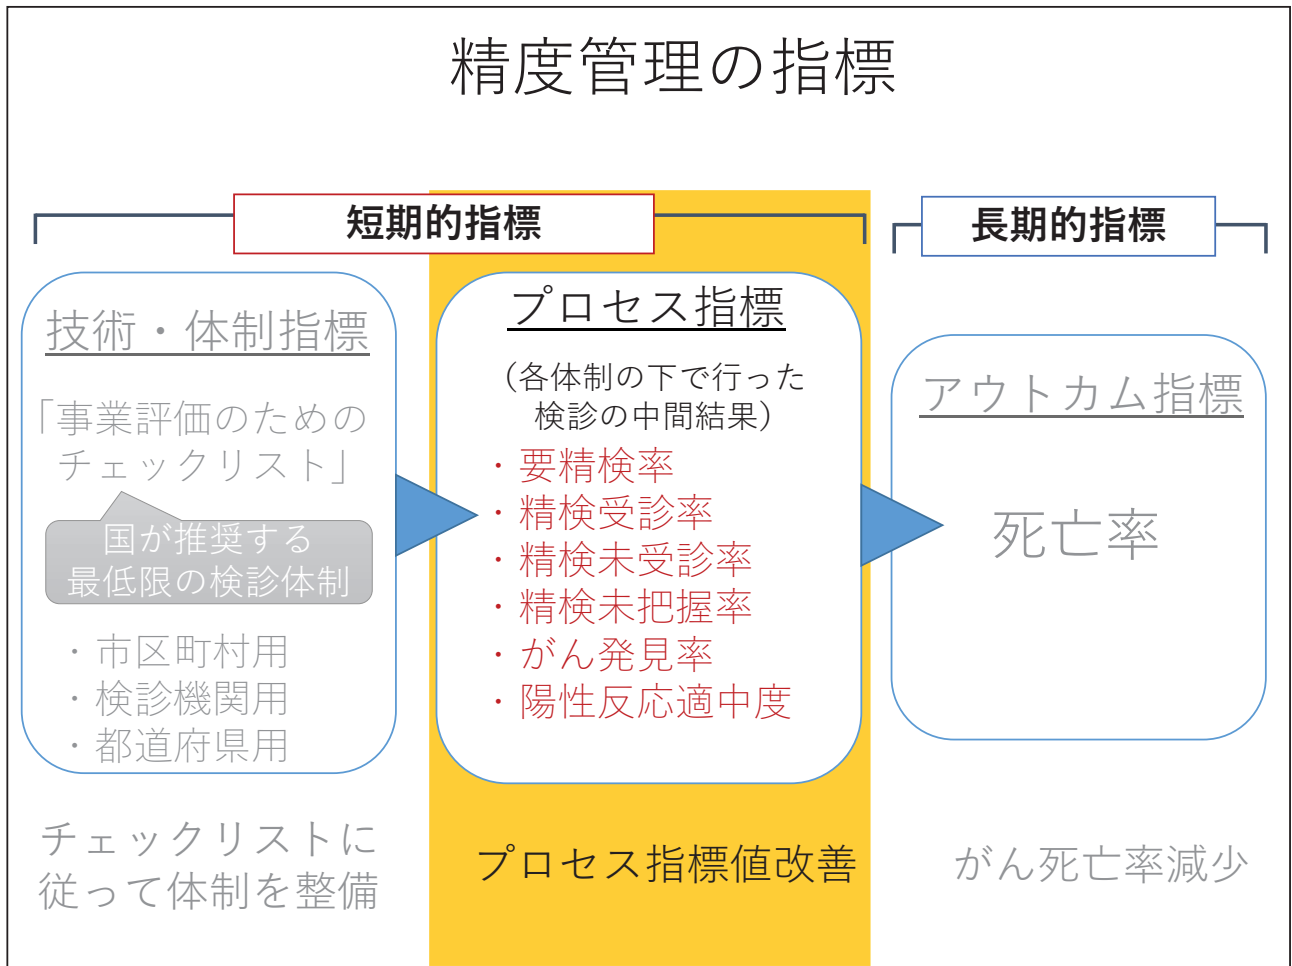 精度管理の指標
短期的指標
長期的指標
技術・体制指標
「事業評価のための
チェックリスト」
国が推奨する
最低限の検診体制
・市区町村用
・検診機関用
・都道府県用
チェックリストに
従って体制を整備
プロセス指標
（各体制の下で行った
検診の中間結果）
・要精検率
・精検受診率
・精検未受診率
・精検未把握率
・がん発見率
・陽性反応適中度
プロセス指標値改善
アウトカム指標
死亡率
がん死亡率減少